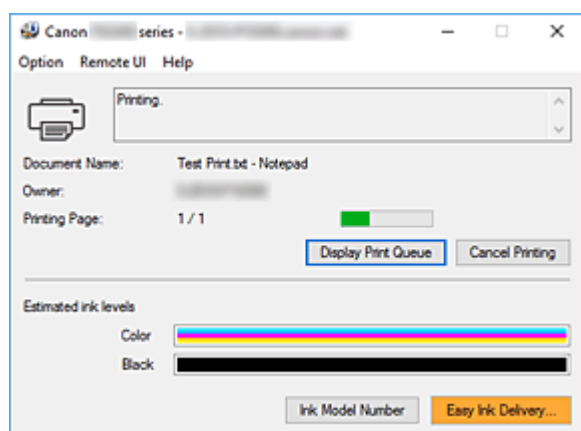 Canon series -
Option Remote UI Help
Printing.
Document Name: Test Print.txt - Notepad
Owner:
Printing Page: 1 / 1
Display Print Queue Cancel Printing
Estimated ink levels
Color
Black
Ink Model Number Easy Ink Delivery...